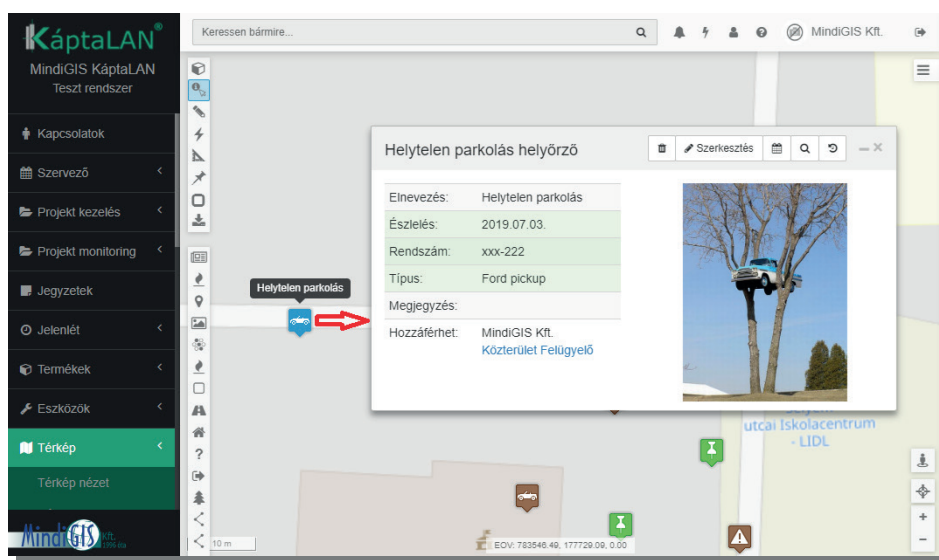 KáptaLAN®
MindiGIS KáptaLAN
Teszt rendszer
Kapcsolatok
Szervező
Projekt kezelés
Projekt monitoring
Jegyzetek
Jelenlét
Termékek
Eszközök
Térkép
Térkép nézet
MindiGIS Kft.
Keressen bármire...
MindiGIS Kft.
Helytelen parkolás
Helytelen parkolás helyőrző
Szerkesztés
Elnevezés: Helytelen parkolás
Észlelés: 2019.07.03.
Rendszám: xxx-222
Típus: Ford pickup
Megjegyzés:
Hozzáférhet: MindiGIS Kft.
Közterület Felügyelő
utcai Iskolacentrum
- LIDL
10 m
EOV: 783546.49, 177729.09, 0.00